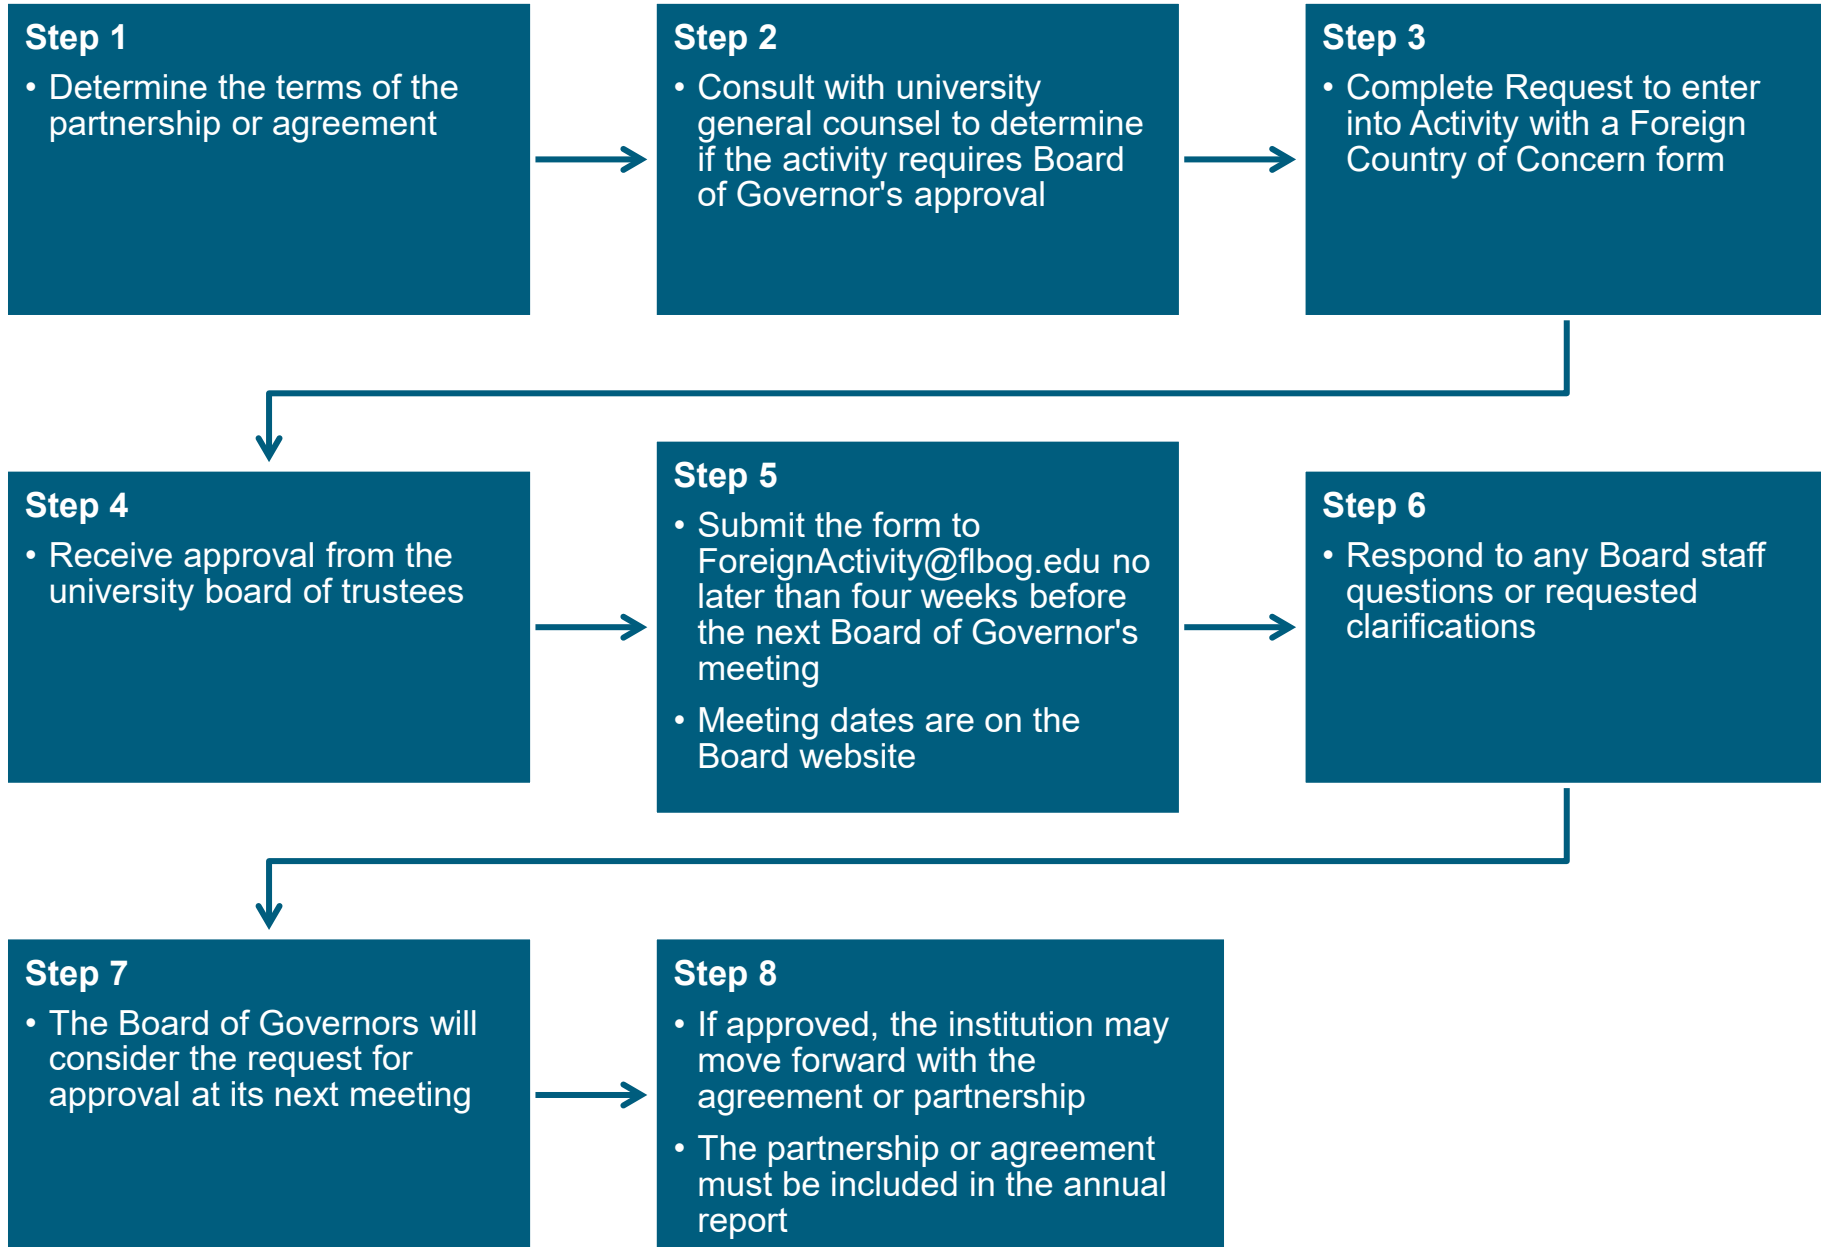 Step 1
• Determine the terms of the
partnership or agreement
Step 2
• Consult with university
general counsel to determine
if the activity requires Board
of Governor's approval
Step 3
• Complete Request to enter
into Activity with a Foreign
Country of Concern form
Step 4
• Receive approval from the
university board of trustees
Step 5
• Submit the form to
ForeignActivity@flbog.edu no
later than four weeks before
the next Board of Governor's
meeting
• Meeting dates are on the
Board website
Step 6
• Respond to any Board staff
questions or requested
clarifications
Step 7
• The Board of Governors will
consider the request for
approval at its next meeting
Step 8
• If approved, the institution may
move forward with the
agreement or partnership
• The partnership or agreement
must be included in the annual
report